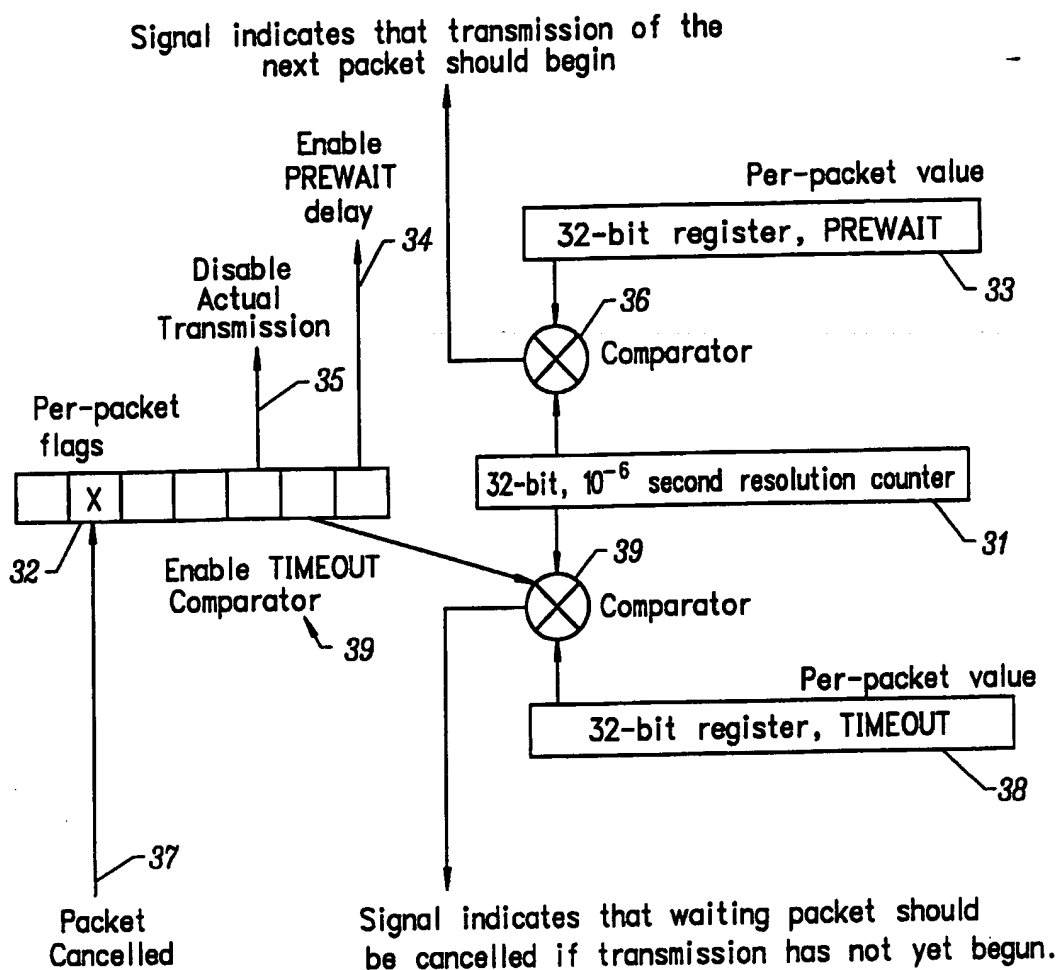 Signal indicates that transmission of the
next packet should begin
Enable
PREWAIT
delay
34
Per-packet value
32-bit register, PREWAIT
33
Disable
Actual
Transmission
35
36
Comparator
Per-packet
flags
X
32
32-bit, 10⁻⁶ second resolution counter
31
Enable TIMEOUT
Comparator
39
39
Comparator
Per-packet value
32-bit register, TIMEOUT
38
37
Packet
Cancelled
Signal indicates that waiting packet should
be cancelled if transmission has not yet begun.